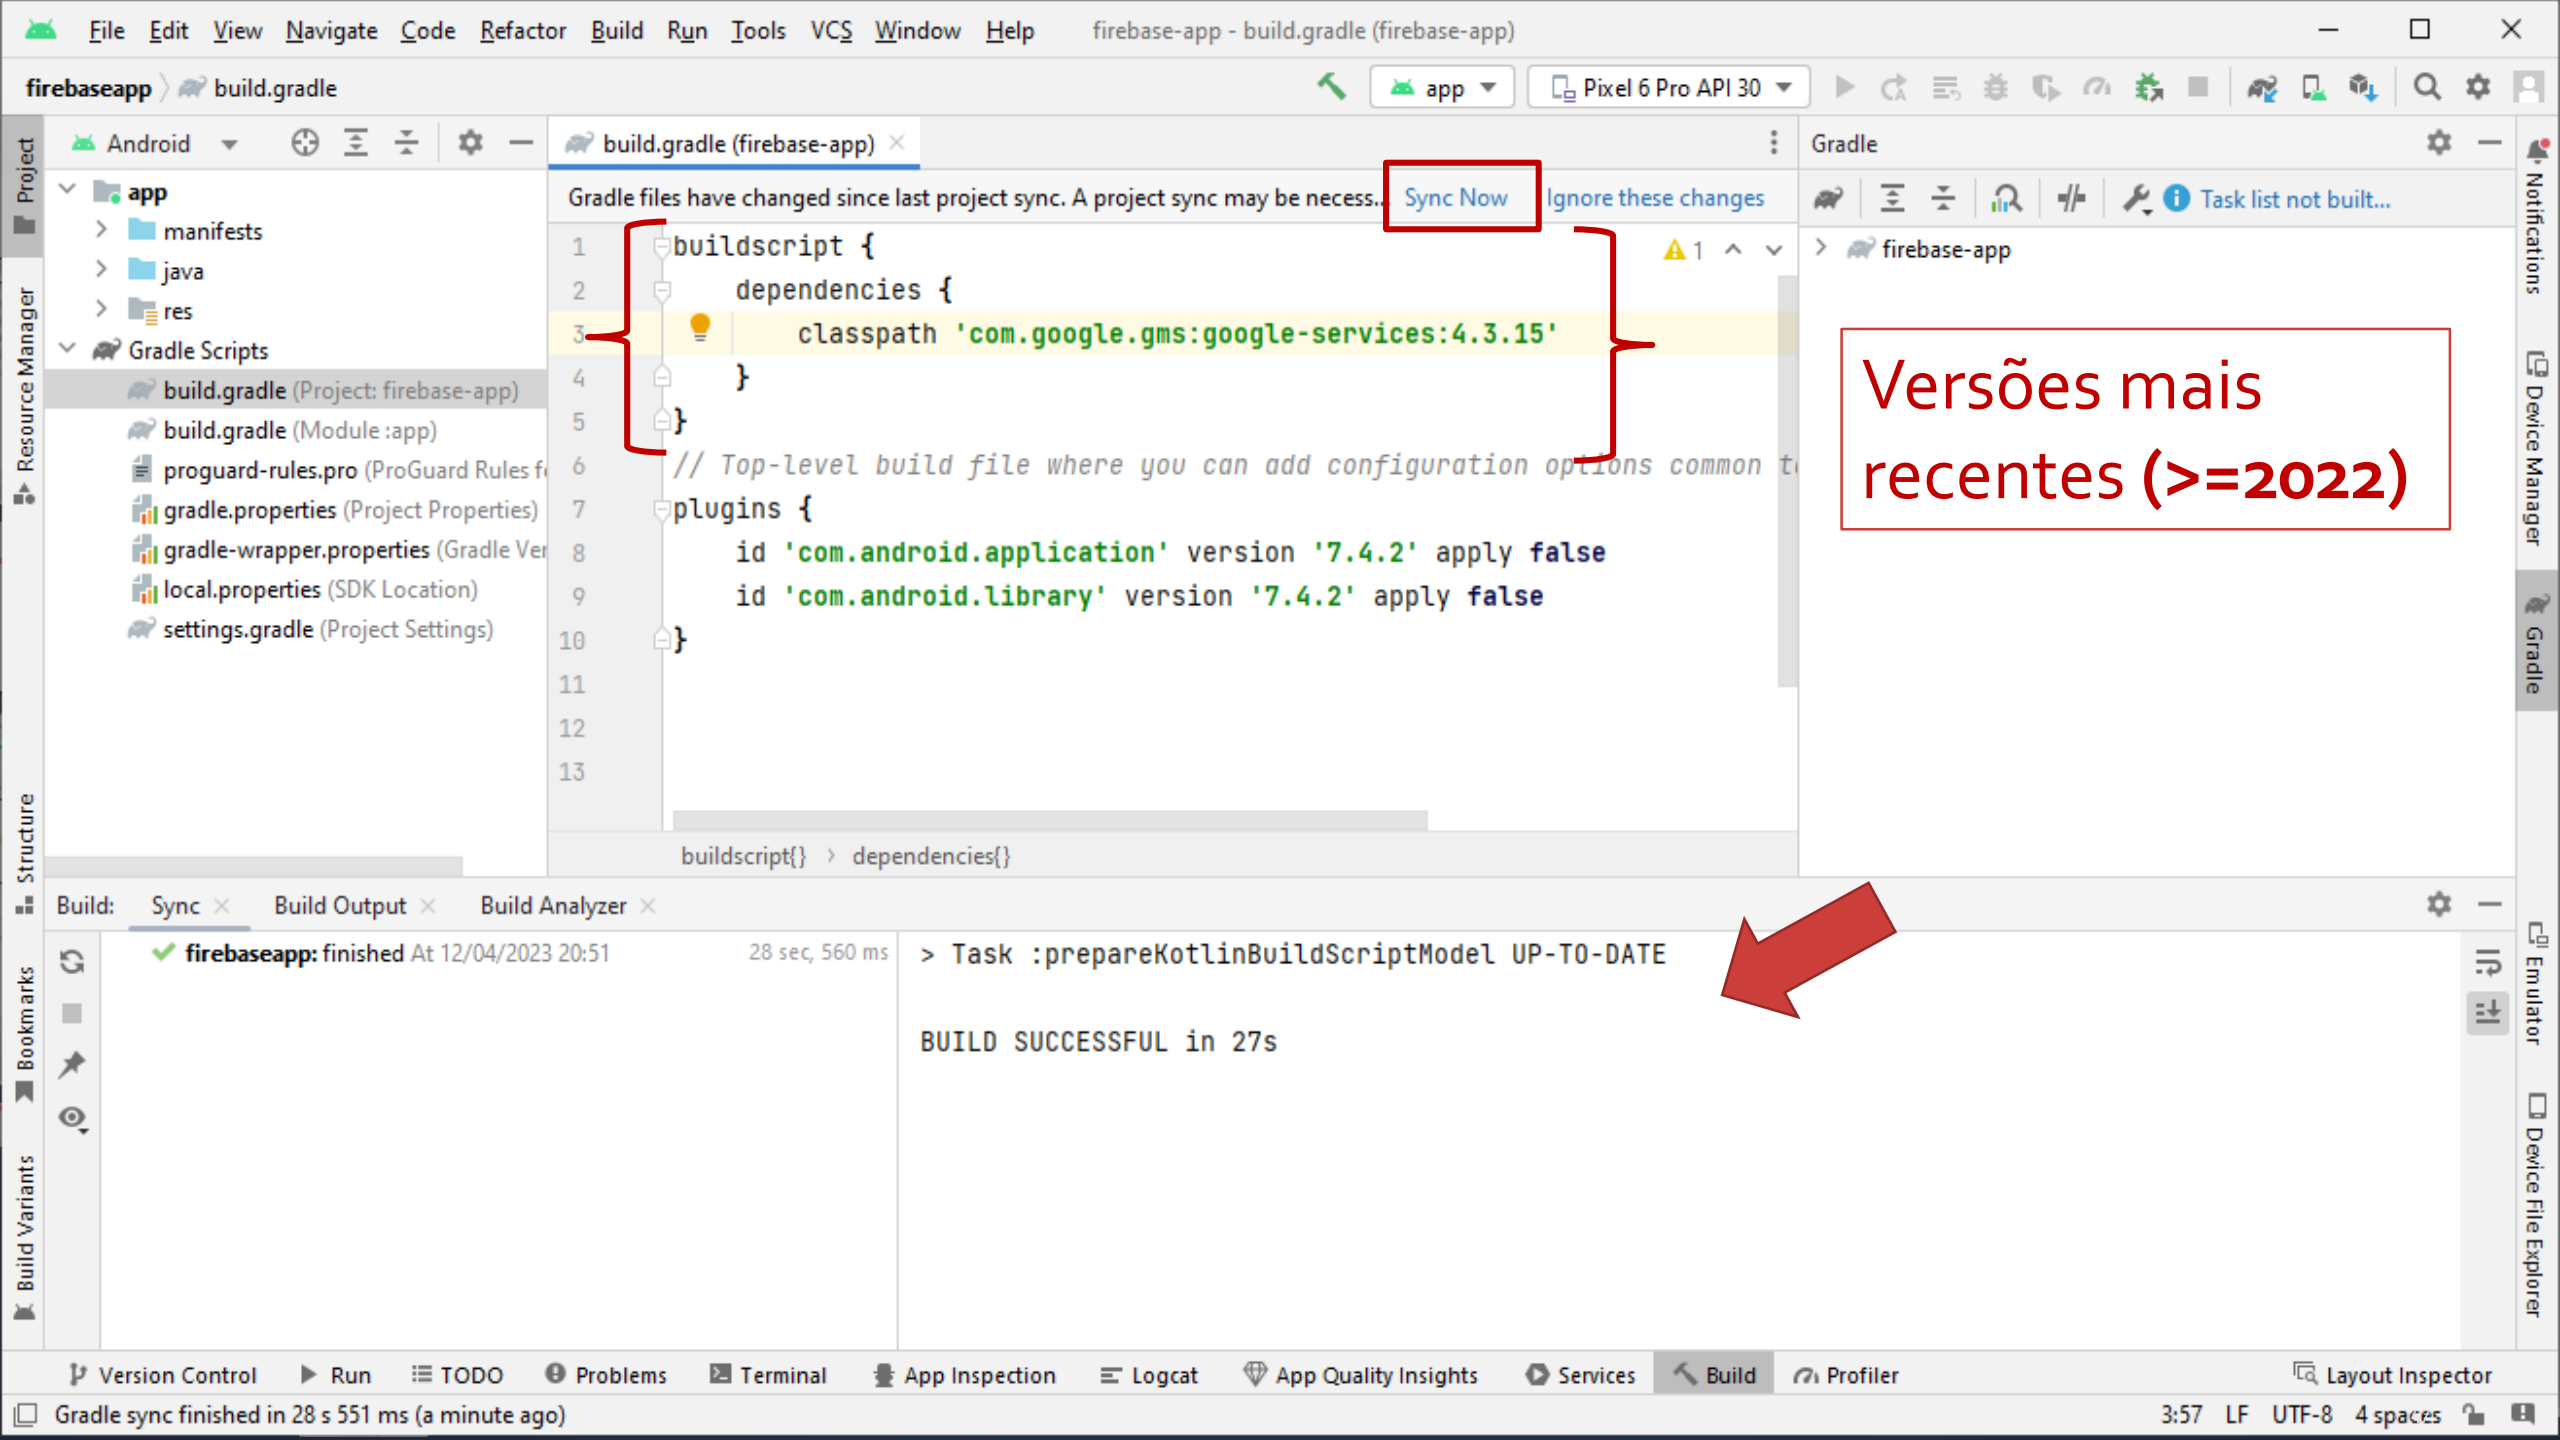 File Edit View Navigate Code Refactor Build Run Tools VCS Window Help firebase-app - build.gradle (firebase-app)
firebaseapp build.gradle app Pixel 6 Pro API 30
Project
Resource Manager
Structure
Bookmarks
Build Variants
Android
app
manifests
java
res
Gradle Scripts
build.gradle (Project: firebase-app)
build.gradle (Module :app)
proguard-rules.pro (ProGuard Rules f
gradle.properties (Project Properties)
gradle-wrapper.properties (Gradle Ver
local.properties (SDK Location)
settings.gradle (Project Settings)
build.gradle (firebase-app)
Gradle files have changed since last project sync. A project sync may be necess... Sync Now Ignore these changes
1 buildscript { 1
2 dependencies {
3 classpath 'com.google.gms:google-services:4.3.15'
4 }
5 }
6 // Top-level build file where you can add configuration options common t
7 plugins {
8 id 'com.android.application' version '7.4.2' apply false
9 id 'com.android.library' version '7.4.2' apply false
10 }
11
12
13
buildscript{} dependencies{}
Gradle
Task list not built...
firebase-app
Versões mais
recentes (>=2022)
Notifications
Device Manager
Gradle
Emulator
Device File Explorer
Build: Sync Build Output Build Analyzer
firebaseapp: finished At 12/04/2023 20:51 28 sec, 560 ms
> Task :prepareKotlinBuildScriptModel UP-TO-DATE
BUILD SUCCESSFUL in 27s
Version Control Run TODO Problems Terminal App Inspection Logcat App Quality Insights Services Build Profiler Layout Inspector
Gradle sync finished in 28 s 551 ms (a minute ago) 3:57 LF UTF-8 4 spaces